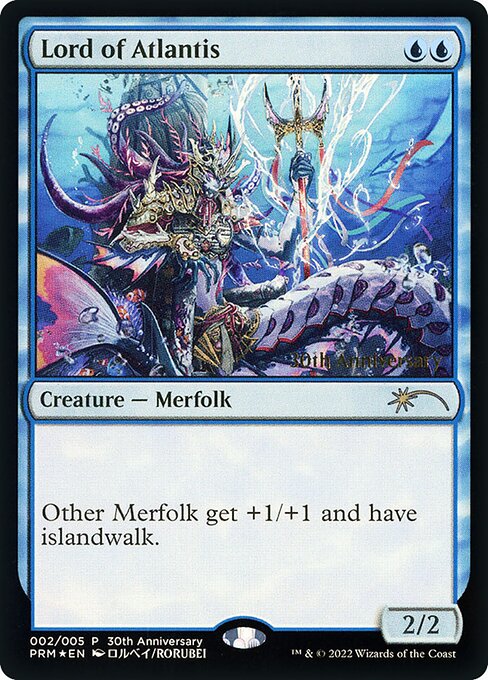 Lord of Atlantis
30th Anniversary
Creature — Merfolk
Other Merfolk get +1/+1 and have
islandwalk.
2/2
002/005 P 30th Anniversary
PRM★EN ロルベイ/RORUBEI
™ & © 2022 Wizards of the Coast